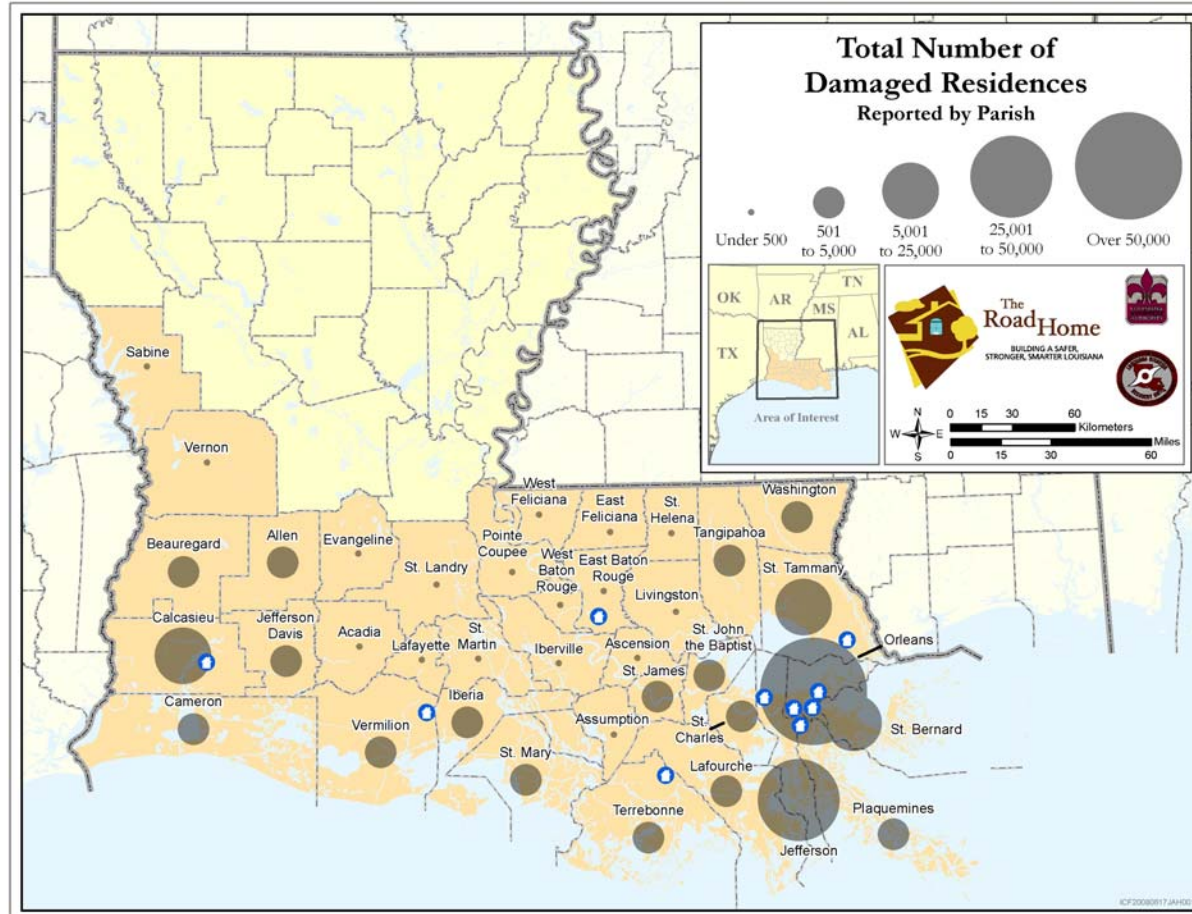 Total Number of
Damaged Residences
Reported by Parish
Under 500
501
to 5,000
5,001
to 25,000
25,001
to 50,000
Over 50,000
OK
AR
TN
MS
AL
TX
Area of Interest
The
Road Home
BUILDING A SAFER,
STRONGER, SMARTER LOUISIANA
N
W E
S
0 15 30 60
Kilometers
Miles
0 15 30 60
Sabine
Vernon
West
Feliciana
East
Feliciana
St.
Helena
Washington
Tangipahoa
Beauregard
Allen
Evangeline
Pointe
Coupee
St. Landry
West
Baton
Rouge
East Baton
Rouge
Livingston
St. Tammany
Calcasieu
Jefferson
Davis
Acadia
Lafayette
St.
Martin
Iberville
Ascension
St. John
the Baptist
Orleans
St. James
Cameron
Vermilion
Iberia
Assumption
St.
Charles
St. Bernard
St. Mary
Lafourche
Terrebonne
Plaquemines
Jefferson